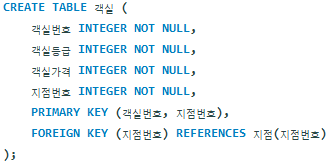 CREATE TABLE 객실 (
객실번호 INTEGER NOT NULL,
객실등급 INTEGER NOT NULL,
객실가격 INTEGER NOT NULL,
지점번호 INTEGER NOT NULL,
PRIMARY KEY (객실번호, 지점번호),
FOREIGN KEY (지점번호) REFERENCES 지점(지점번호)
);